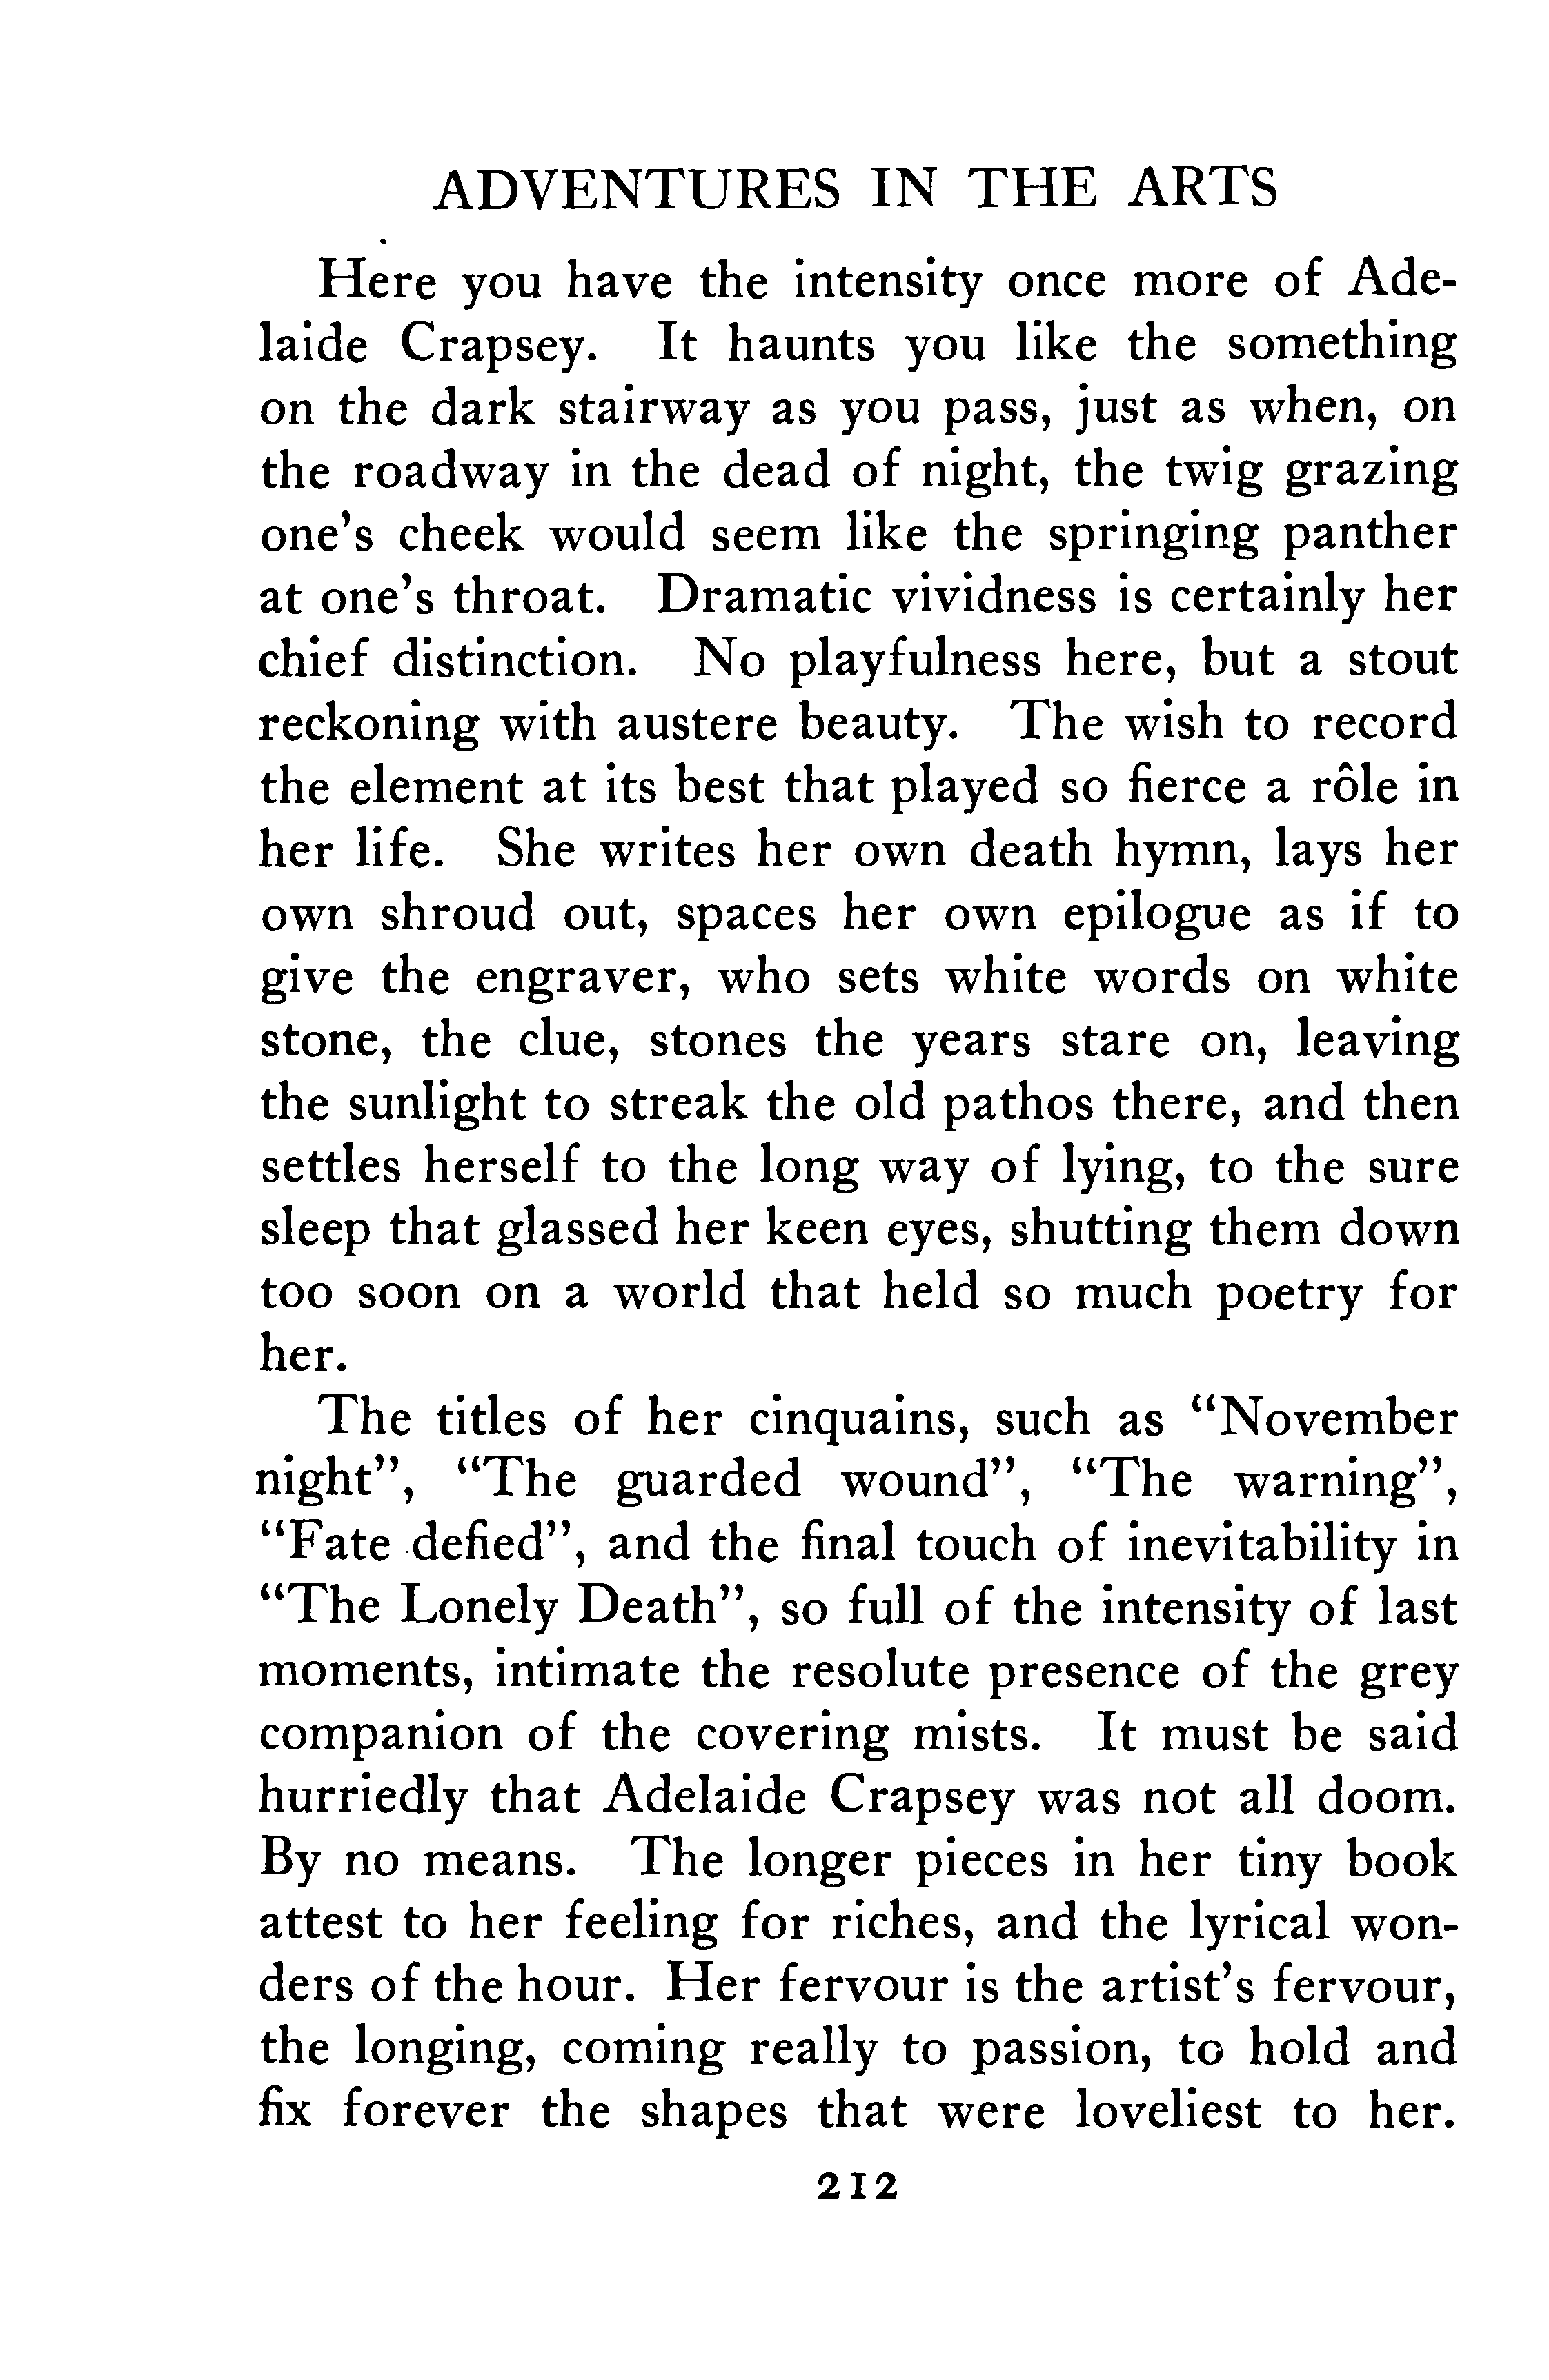 ADVENTURES IN THE ARTS
Here you have the intensity once more of Ade-
laide Crapsey. It haunts you like the something
on the dark stairway as you pass, just as when, on
the roadway in the dead of night, the twig grazing
one's cheek would seem like the springing panther
at one's throat. Dramatic vividness is certainly her
chief distinction. No playfulness here, but a stout
reckoning with austere beauty. The wish to record
the element at its best that played so fierce a rôle in
her life. She writes her own death hymn, lays her
own shroud out, spaces her own epilogue as if to
give the engraver, who sets white words on white
stone, the clue, stones the years stare on, leaving
the sunlight to streak the old pathos there, and then
settles herself to the long way of lying, to the sure
sleep that glassed her keen eyes, shutting them down
too soon on a world that held so much poetry for
her.
The titles of her cinquains, such as “November
night”, “The guarded wound”, “The warning”,
“Fate defied”, and the final touch of inevitability in
“The Lonely Death”, so full of the intensity of last
moments, intimate the resolute presence of the grey
companion of the covering mists. It must be said
hurriedly that Adelaide Crapsey was not all doom.
By no means. The longer pieces in her tiny book
attest to her feeling for riches, and the lyrical won-
ders of the hour. Her fervour is the artist's fervour,
the longing, coming really to passion, to hold and
fix forever the shapes that were loveliest to her.
212